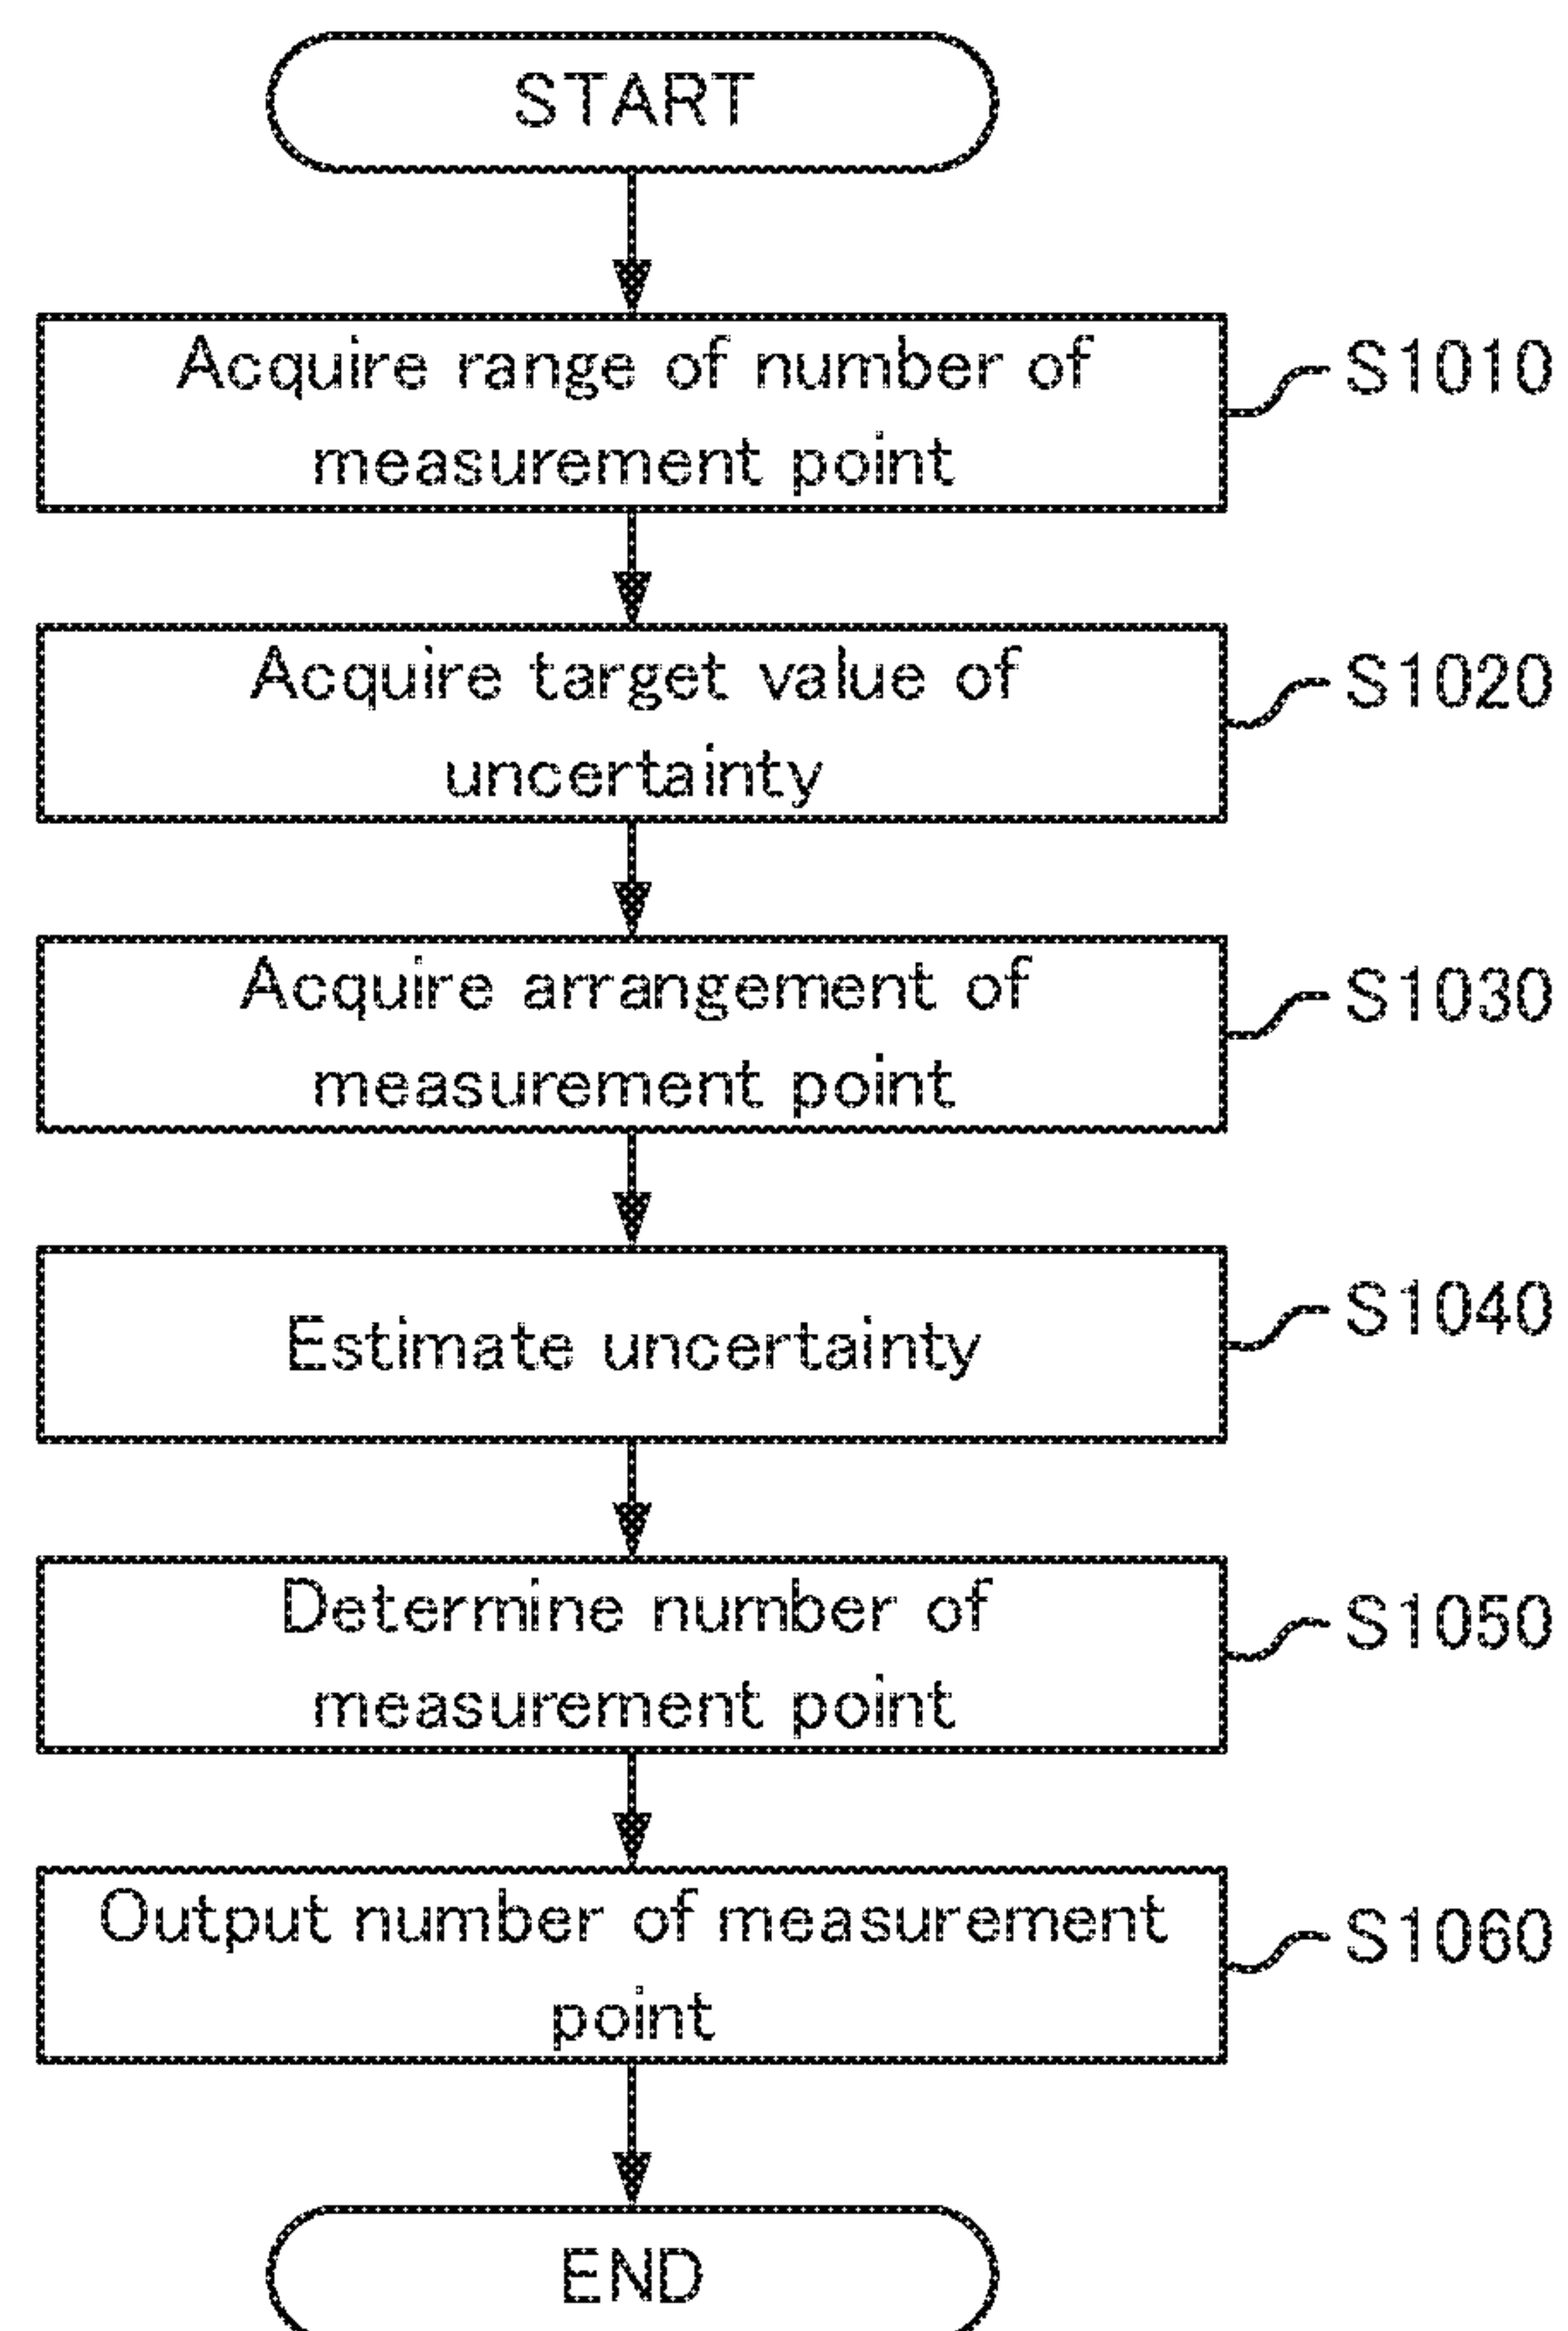 START
Acquire range of number of
measurement point
S1010
Acquire target value of
uncertainty
S1020
Acquire arrangement of
measurement point
S1030
Estimate uncertainty
S1040
Determine number of
measurement point
S1050
Output number of measurement
point
S1060
END